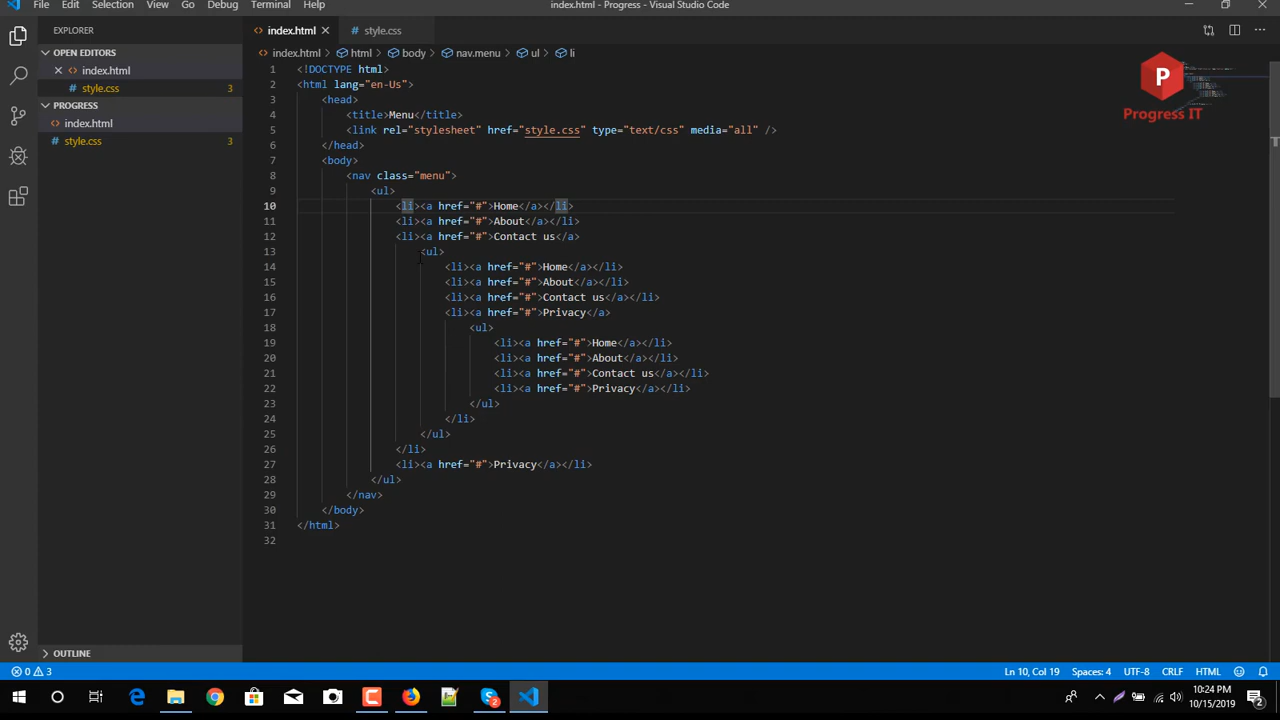 File Edit Selection View Go Debug Terminal Help
index.html - Progress - Visual Studio Code
EXPLORER
OPEN EDITORS
index.html
style.css 3
PROGRESS
index.html
style.css 3
OUTLINE
index.html
style.css
index.html > html > body > nav.menu > ul > li
1 <!DOCTYPE html>
2 <html lang="en-Us">
3 <head>
4 <title>Menu</title>
5 <link rel="stylesheet" href="style.css" type="text/css" media="all" />
6 </head>
7 <body>
8 <nav class="menu">
9 <ul>
10 <li><a href="#">Home</a></li>
11 <li><a href="#">About</a></li>
12 <li><a href="#">Contact us</a>
13 <ul>
14 <li><a href="#">Home</a></li>
15 <li><a href="#">About</a></li>
16 <li><a href="#">Contact us</a></li>
17 <li><a href="#">Privacy</a>
18 <ul>
19 <li><a href="#">Home</a></li>
20 <li><a href="#">About</a></li>
21 <li><a href="#">Contact us</a></li>
22 <li><a href="#">Privacy</a></li>
23 </ul>
24 </li>
25 </ul>
26 </li>
27 <li><a href="#">Privacy</a></li>
28 </ul>
29 </nav>
30 </body>
31 </html>
32
P
Progress IT
0 3
Ln 10, Col 19 Spaces: 4 UTF-8 CRLF HTML
2
10:24 PM
10/15/2019
2